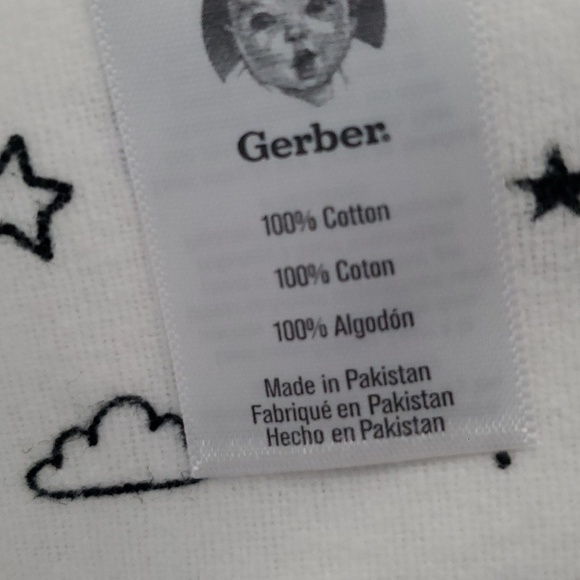 Gerber®
100% Cotton
100% Coton
100% Algodón
Made in Pakistan
Fabriqué en Pakistan
Hecho en Pakistan